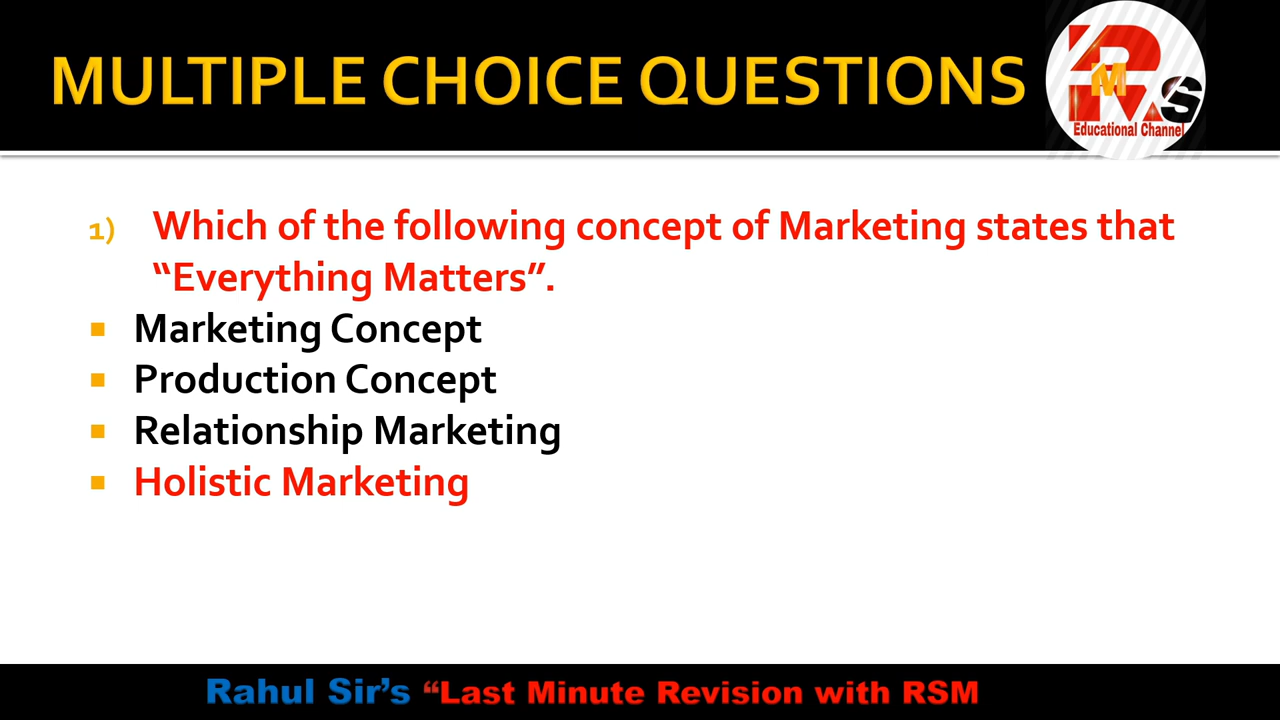 MULTIPLE CHOICE QUESTIONS
RMS
Educational Channel
1) Which of the following concept of Marketing states that
“Everything Matters”.
Marketing Concept
Production Concept
Relationship Marketing
Holistic Marketing
Rahul Sir’s “Last Minute Revision with RSM